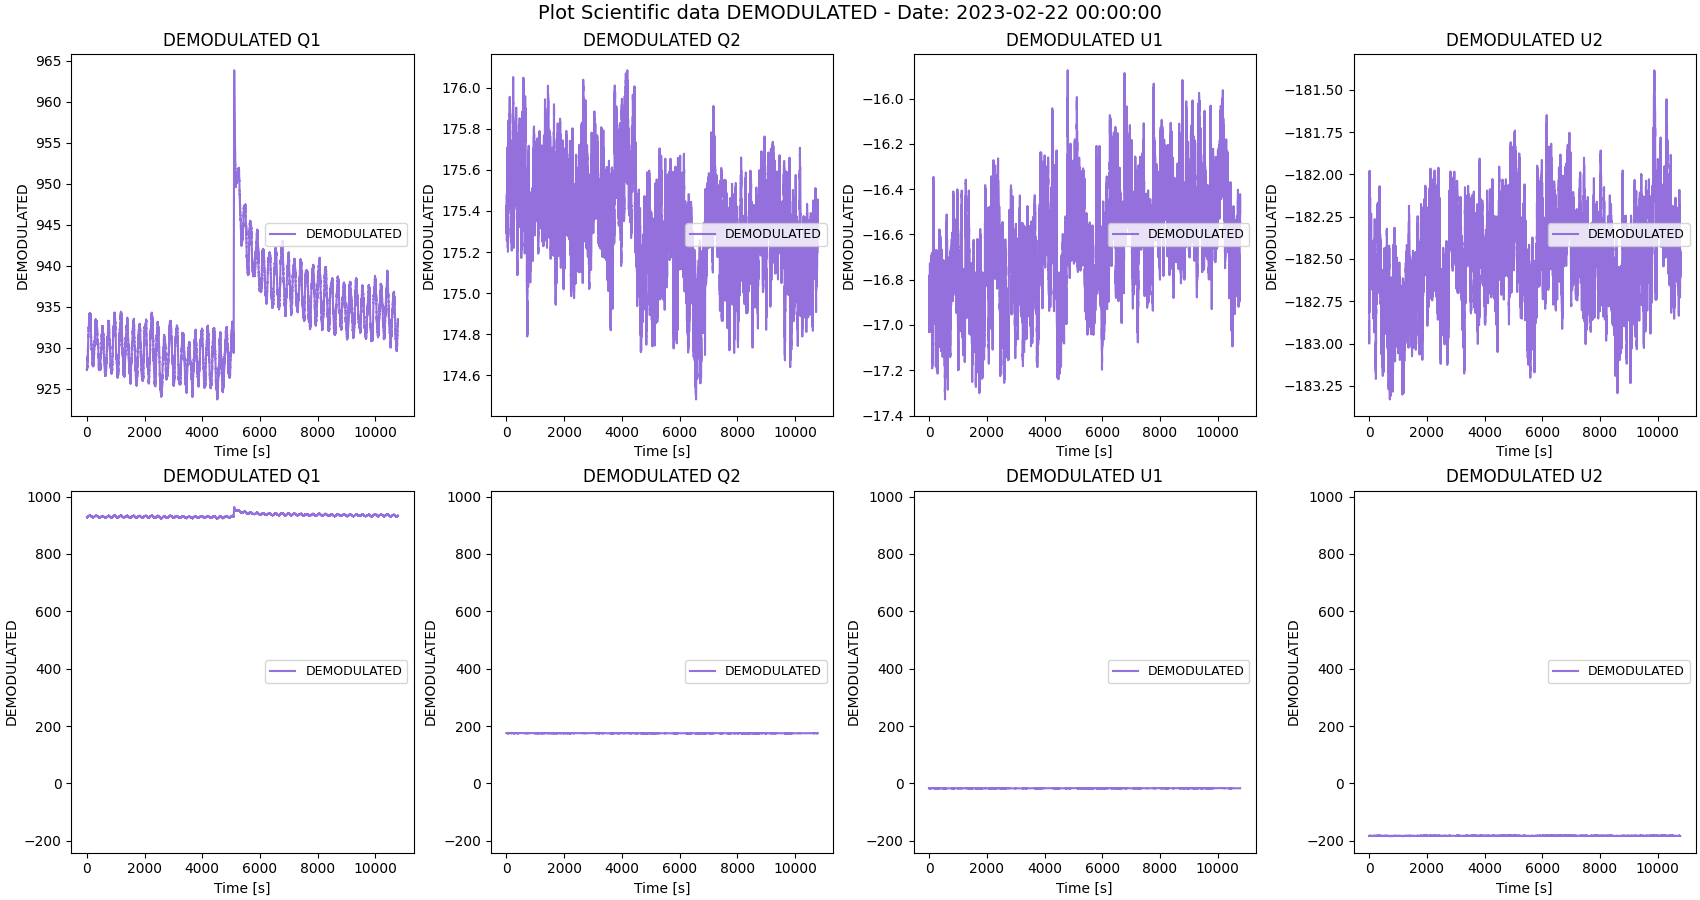 Plot Scientific data DEMODULATED - Date: 2023-02-22 00:00:00
DEMODULATED Q1
DEMODULATED
965
960
955
950
945
940
935
930
925
0 2000 4000 6000 8000 10000
Time [s]
DEMODULATED
DEMODULATED Q2
DEMODULATED
176.0
175.8
175.6
175.4
175.2
175.0
174.8
174.6
0 2000 4000 6000 8000 10000
Time [s]
DEMODULATED
DEMODULATED U1
DEMODULATED
−16.0
−16.2
−16.4
−16.6
−16.8
−17.0
−17.2
−17.4
0 2000 4000 6000 8000 10000
Time [s]
DEMODULATED
DEMODULATED U2
DEMODULATED
−181.50
−181.75
−182.00
−182.25
−182.50
−182.75
−183.00
−183.25
0 2000 4000 6000 8000 10000
Time [s]
DEMODULATED
DEMODULATED Q1
DEMODULATED
1000
800
600
400
200
0
−200
0 2000 4000 6000 8000 10000
Time [s]
DEMODULATED
DEMODULATED Q2
DEMODULATED
1000
800
600
400
200
0
−200
0 2000 4000 6000 8000 10000
Time [s]
DEMODULATED
DEMODULATED U1
DEMODULATED
1000
800
600
400
200
0
−200
0 2000 4000 6000 8000 10000
Time [s]
DEMODULATED
DEMODULATED U2
DEMODULATED
1000
800
600
400
200
0
−200
0 2000 4000 6000 8000 10000
Time [s]
DEMODULATED